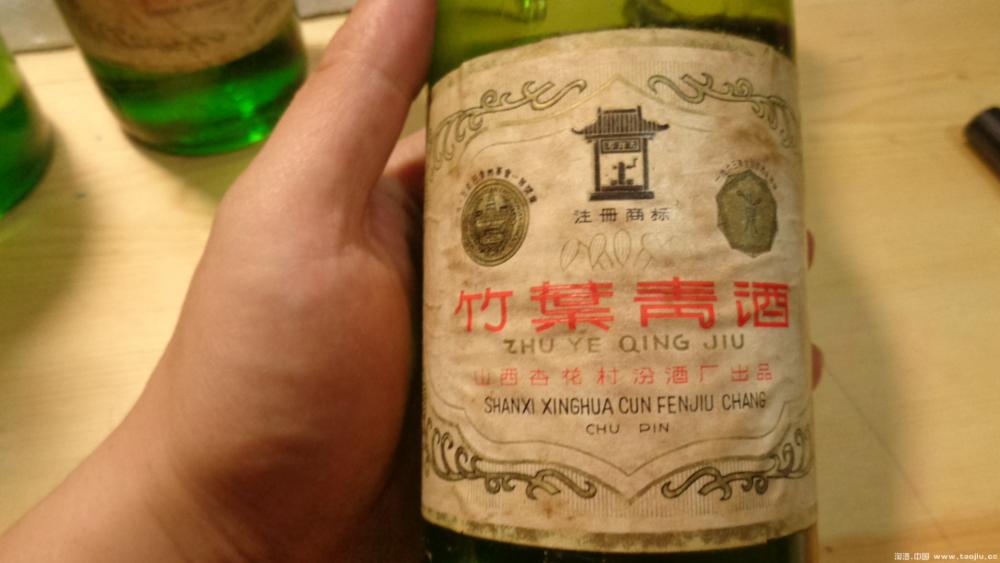 注册商标
竹葉青酒
ZHU YE QING JIU
山西杏花村汾酒厂出品
SHANXI XINGHUA CUN FENJIU CHANG
CHU PIN
淘酒.中国 www.taojiu.cc